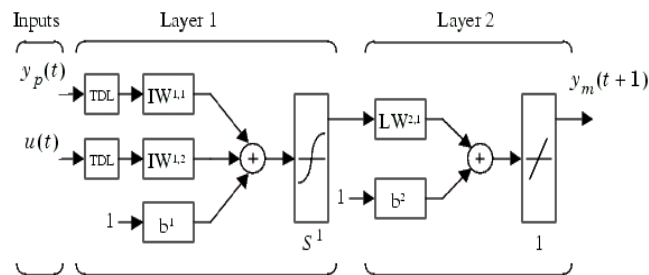 Inputs Layer 1 Layer 2
y_p(t) y_m(t+1)
TDL IW^{1,1}
u(t) TDL IW^{1,2} + LW^{2,1} +
1 b^1 1 b^2
S^1 1